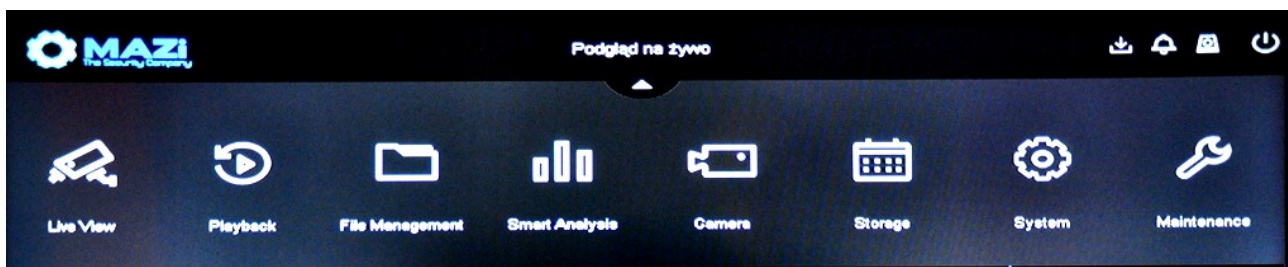 MAZi
The Security Company
Podgląd na żywo
Live View Playback File Management Smart Analysis Camera Storage System Maintenance